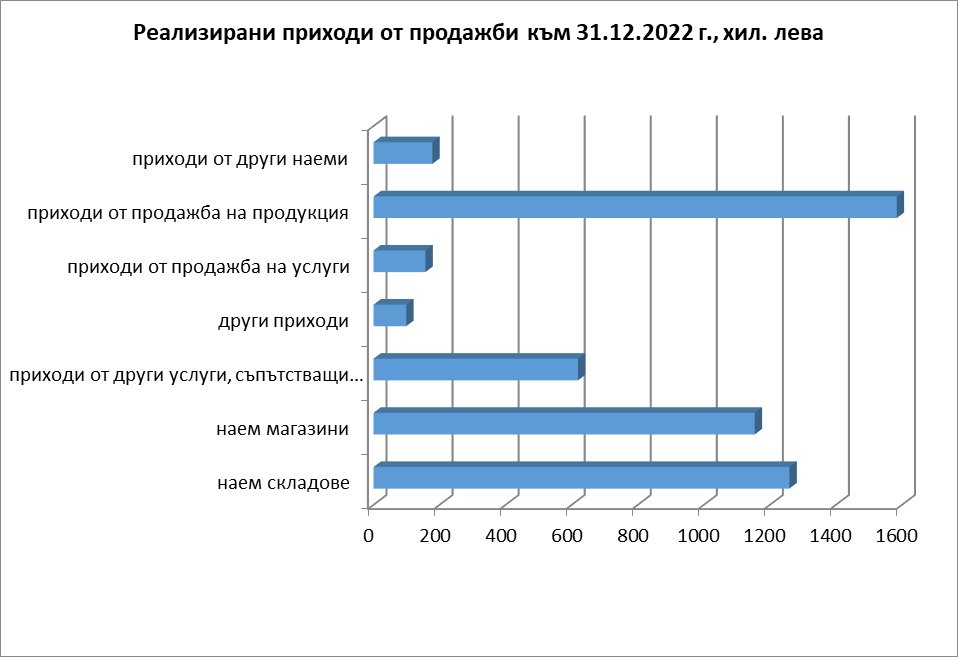 Реализирани приходи от продажби към 31.12.2022 г., хил. лева
приходи от други наеми
приходи от продажба на продукция
приходи от продажба на услуги
други приходи
приходи от други услуги, съпътстващи...
наем магазини
наем складове
0 200 400 600 800 1000 1200 1400 1600